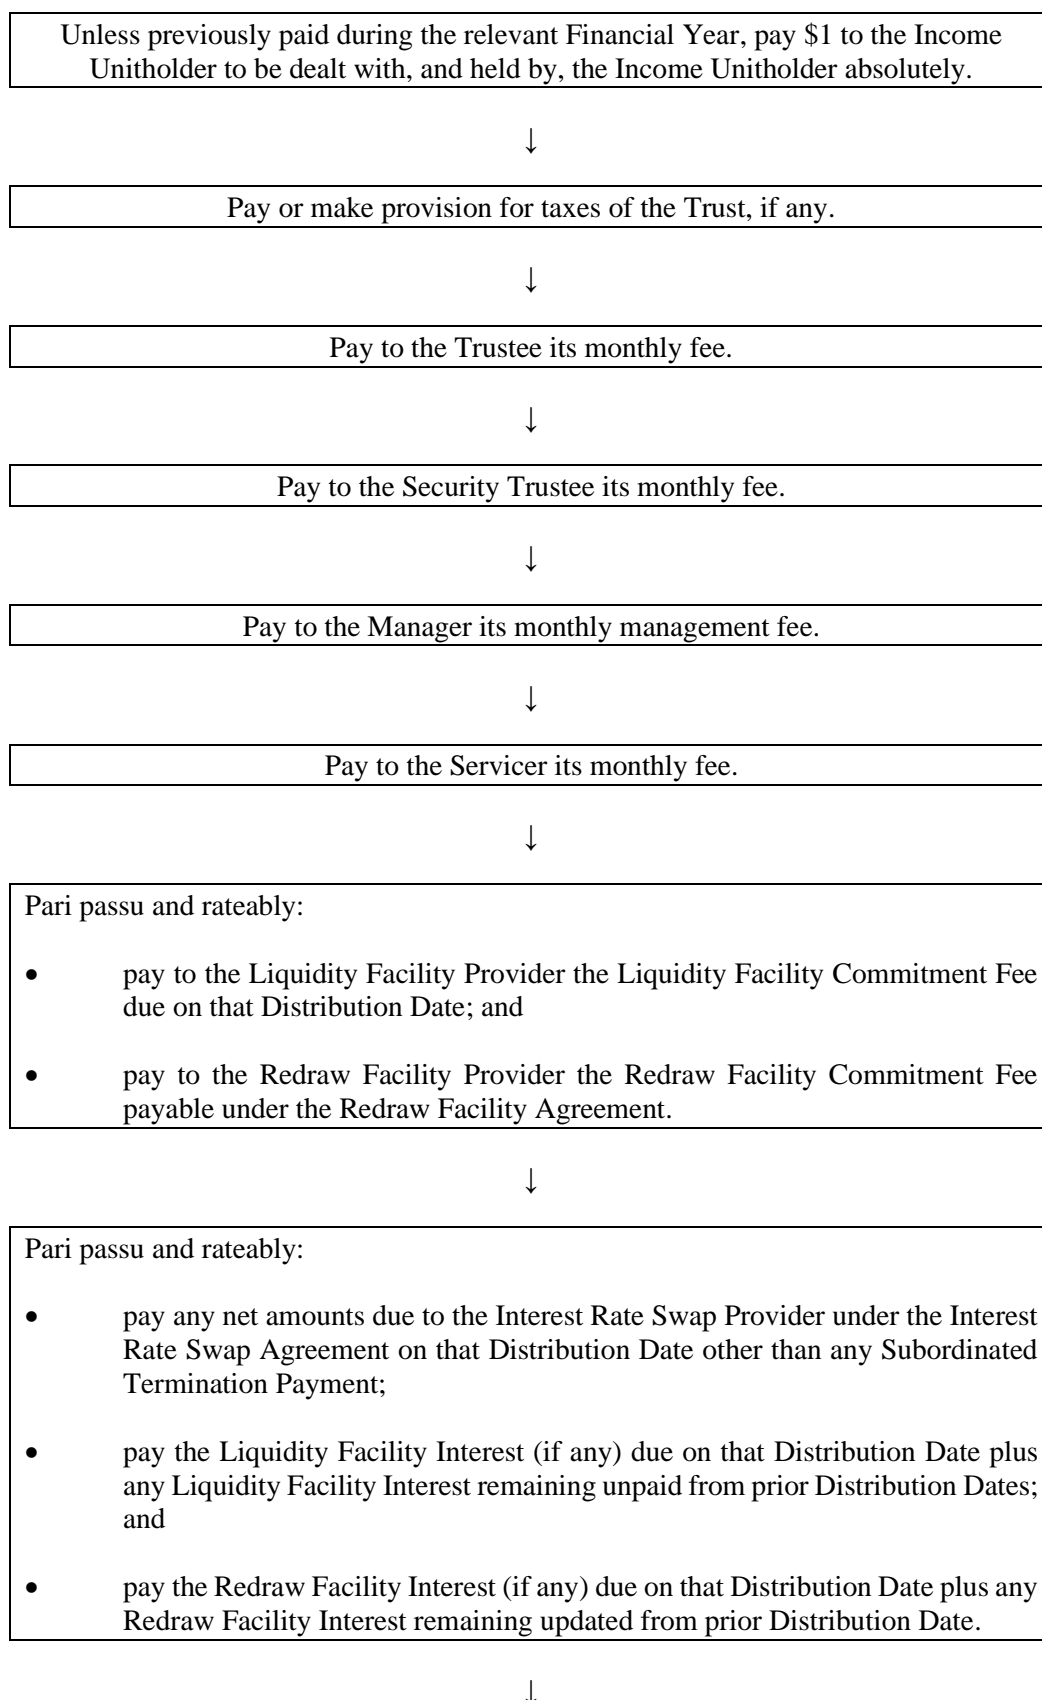 Unless previously paid during the relevant Financial Year, pay $1 to the Income
Unitholder to be dealt with, and held by, the Income Unitholder absolutely.
↓
Pay or make provision for taxes of the Trust, if any.
↓
Pay to the Trustee its monthly fee.
↓
Pay to the Security Trustee its monthly fee.
↓
Pay to the Manager its monthly management fee.
↓
Pay to the Servicer its monthly fee.
↓
Pari passu and rateably:
• pay to the Liquidity Facility Provider the Liquidity Facility Commitment Fee
due on that Distribution Date; and
• pay to the Redraw Facility Provider the Redraw Facility Commitment Fee
payable under the Redraw Facility Agreement.
↓
Pari passu and rateably:
• pay any net amounts due to the Interest Rate Swap Provider under the Interest
Rate Swap Agreement on that Distribution Date other than any Subordinated
Termination Payment;
• pay the Liquidity Facility Interest (if any) due on that Distribution Date plus
any Liquidity Facility Interest remaining unpaid from prior Distribution Dates;
and
• pay the Redraw Facility Interest (if any) due on that Distribution Date plus any
Redraw Facility Interest remaining updated from prior Distribution Date.
↓